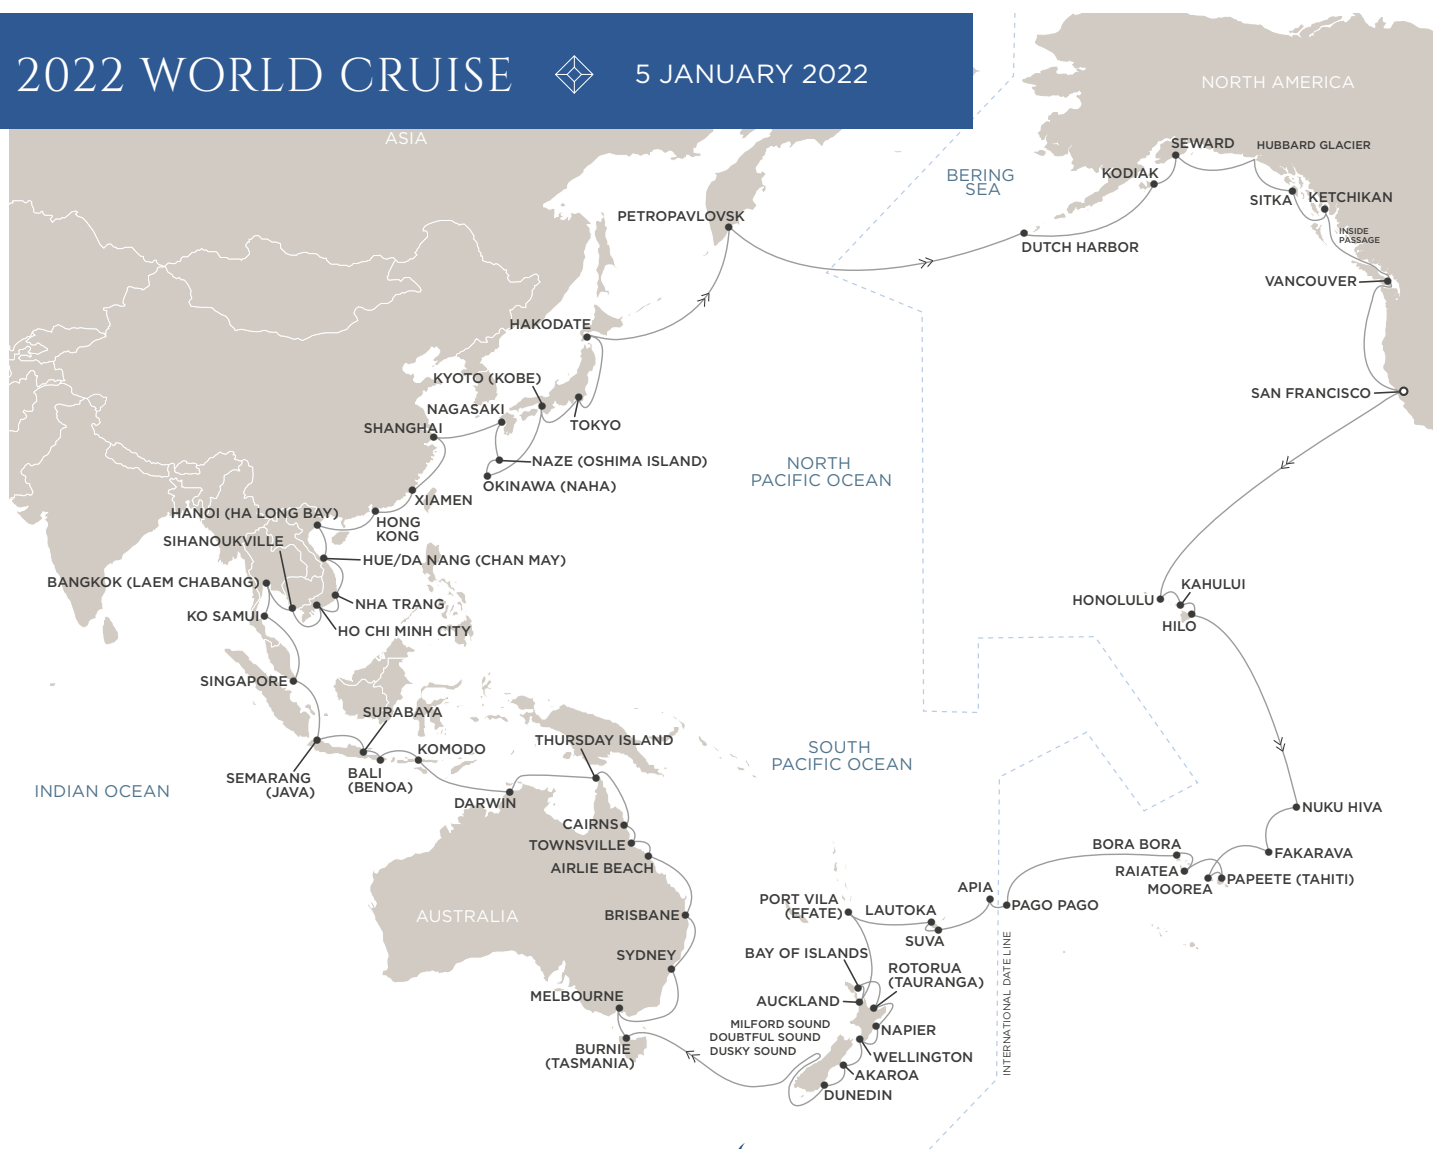 2022 WORLD CRUISE
5 JANUARY 2022
NORTH AMERICA
ASIA
SEWARD
HUBBARD GLACIER
BERING
SEA
KODIAK
SITKA
KETCHIKAN
PETROPAVLOVSK
DUTCH HARBOR
INSIDE
PASSAGE
VANCOUVER
HAKODATE
KYOTO (KOBE)
SAN FRANCISCO
NAGASAKI
SHANGHAI
TOKYO
NAZE (OSHIMA ISLAND)
NORTH
PACIFIC OCEAN
OKINAWA (NAHA)
XIAMEN
HANOI (HA LONG BAY)
HONG
KONG
SIHANOUKVILLE
HUE/DA NANG (CHAN MAY)
BANGKOK (LAEM CHABANG)
KAHULUI
HONOLULU
NHA TRANG
KO SAMUI
HO CHI MINH CITY
HILO
SINGAPORE
SURABAYA
THURSDAY ISLAND
KOMODO
SOUTH
PACIFIC OCEAN
SEMARANG
(JAVA)
BALI
(BENOA)
INDIAN OCEAN
DARWIN
NUKU HIVA
CAIRNS
TOWNSVILLE
BORA BORA
FAKARAVA
AIRLIE BEACH
RAIATEA
MOOREA
PAPEETE (TAHITI)
APIA
PORT VILA
(EFATE)
LAUTOKA
PAGO PAGO
AUSTRALIA
BRISBANE
SUVA
SYDNEY
BAY OF ISLANDS
ROTORUA
(TAURANGA)
MELBOURNE
AUCKLAND
INTERNATIONAL DATE LINE
MILFORD SOUND
DOUBTFUL SOUND
DUSKY SOUND
NAPIER
BURNIE
(TASMANIA)
WELLINGTON
AKAROA
DUNEDIN